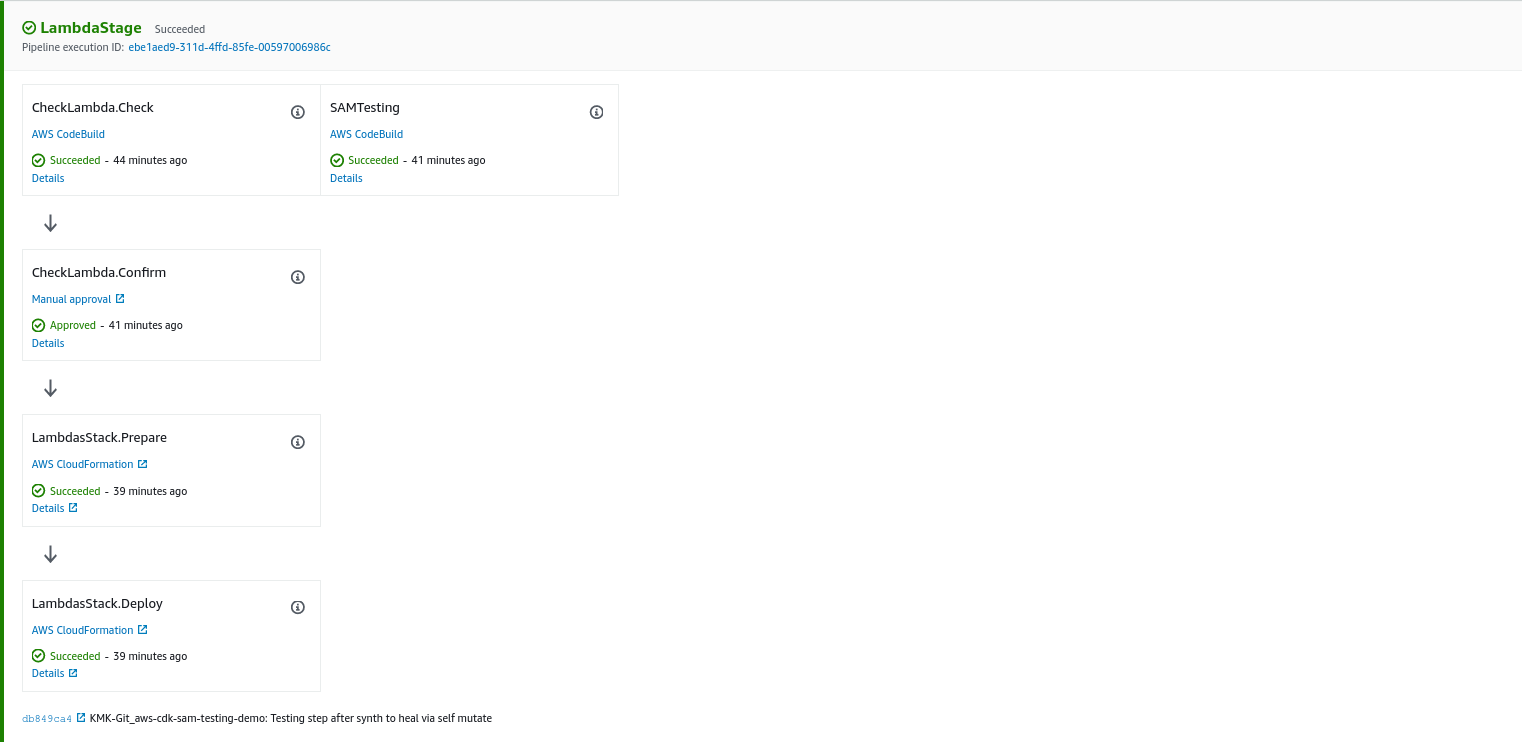 LambdaStage Succeeded
Pipeline execution ID: ebe1aed9-311d-4ffd-85fe-00597006986c
CheckLambda.Check
AWS CodeBuild
Succeeded - 44 minutes ago
Details
SAMTesting
AWS CodeBuild
Succeeded - 41 minutes ago
Details
CheckLambda.Confirm
Manual approval
Approved - 41 minutes ago
Details
LambdasStack.Prepare
AWS CloudFormation
Succeeded - 39 minutes ago
Details
LambdasStack.Deploy
AWS CloudFormation
Succeeded - 39 minutes ago
Details
db849ca4 KMK-Git_aws-cdk-sam-testing-demo: Testing step after synth to heal via self mutate